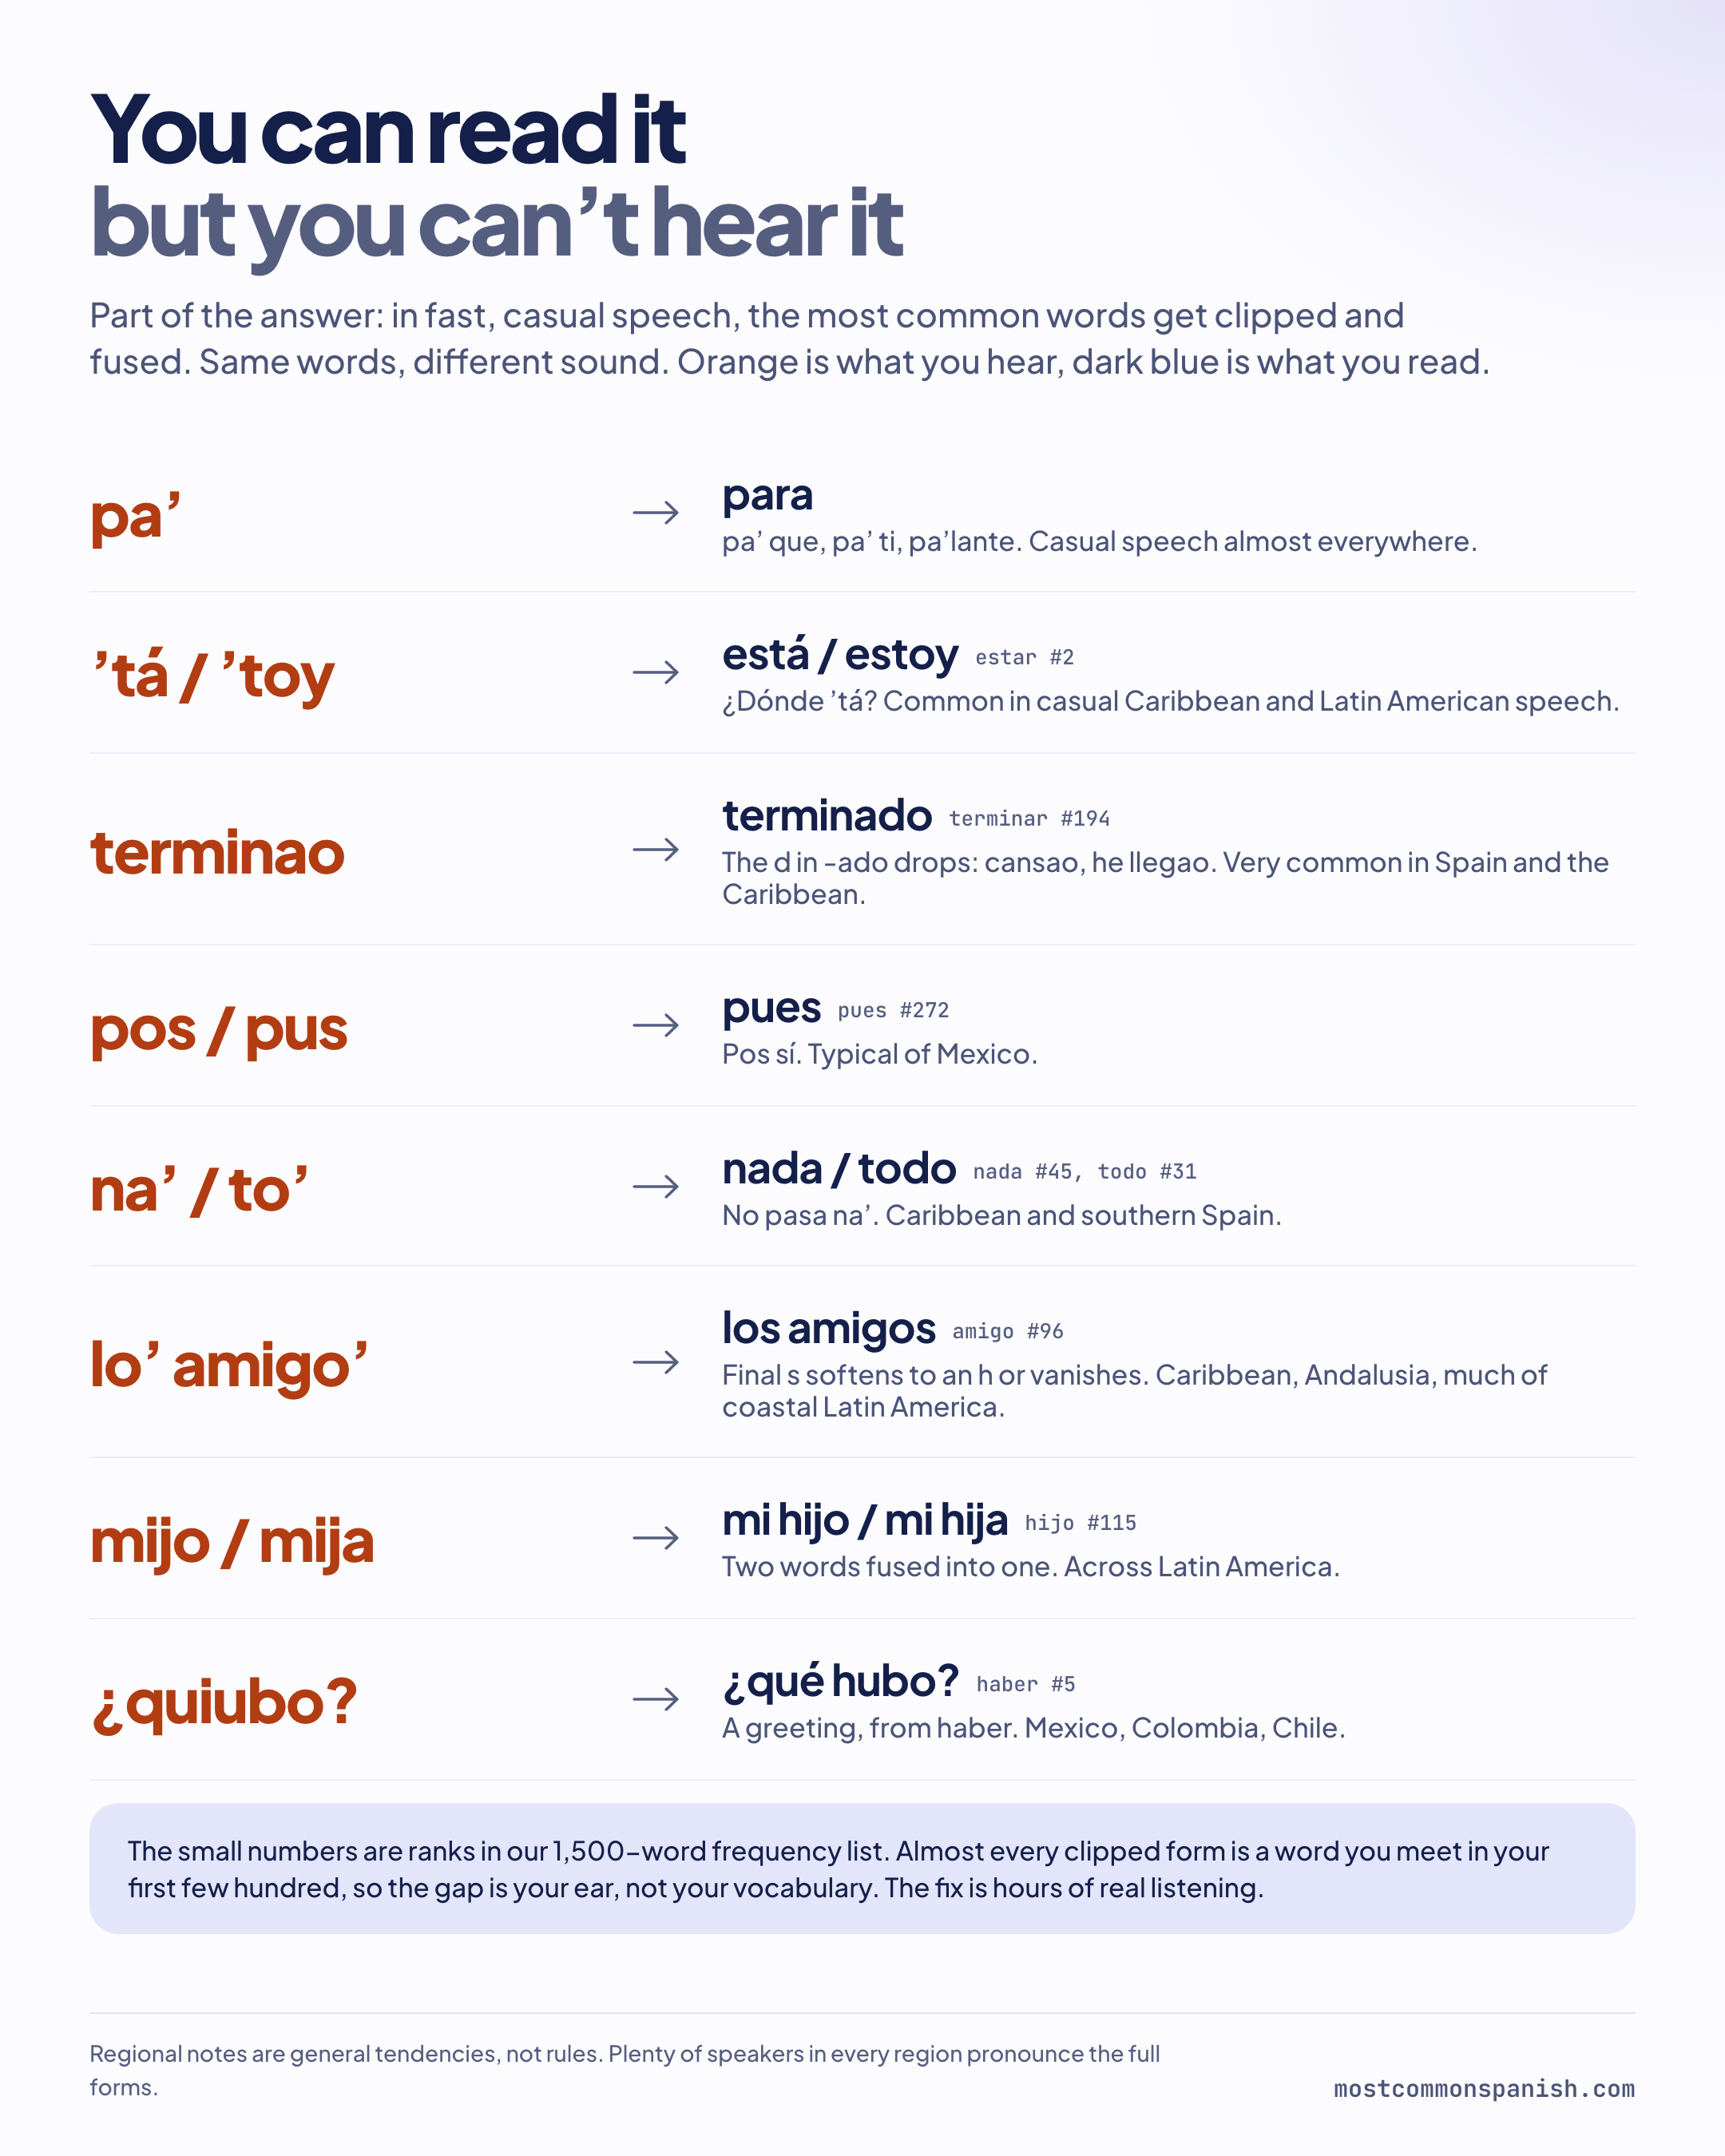 You can read it
but you can’t hear it
Part of the answer: in fast, casual speech, the most common words get clipped and
fused. Same words, different sound. Orange is what you hear, dark blue is what you read.
pa’ → para
pa’ que, pa’ ti, pa’lante. Casual speech almost everywhere.
’tá / ’toy → está / estoy estar #2
¿Dónde ’tá? Common in casual Caribbean and Latin American speech.
terminao → terminado terminar #194
The d in -ado drops: cansao, he llegao. Very common in Spain and the
Caribbean.
pos / pus → pues pues #272
Pos sí. Typical of Mexico.
na’ / to’ → nada / todo nada #45, todo #31
No pasa na’. Caribbean and southern Spain.
lo’ amigo’ → los amigos amigo #96
Final s softens to an h or vanishes. Caribbean, Andalusia, much of
coastal Latin America.
mijo / mija → mi hijo / mi hija hijo #115
Two words fused into one. Across Latin America.
¿quiubo? → ¿qué hubo? haber #5
A greeting, from haber. Mexico, Colombia, Chile.
The small numbers are ranks in our 1,500-word frequency list. Almost every clipped form is a word you meet in your
first few hundred, so the gap is your ear, not your vocabulary. The fix is hours of real listening.
Regional notes are general tendencies, not rules. Plenty of speakers in every region pronounce the full
forms.
mostcommonspanish.com